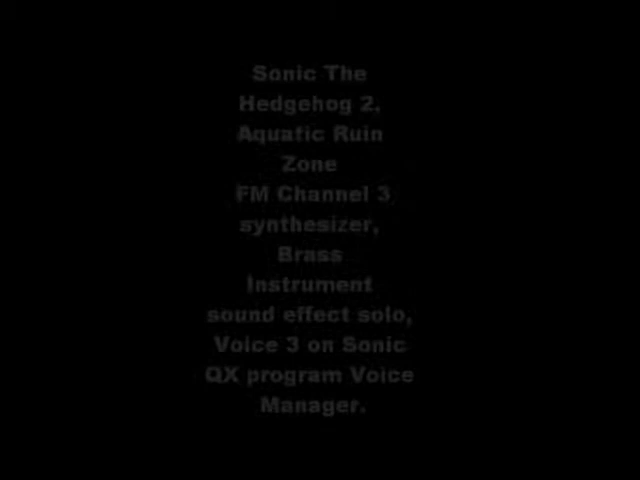 Sonic The
Hedgehog 2,
Aquatic Ruin
Zone
FM Channel 3
synthesizer,
Brass
Instrument
sound effect solo,
Voice 3 on Sonic
QX program Voice
Manager.